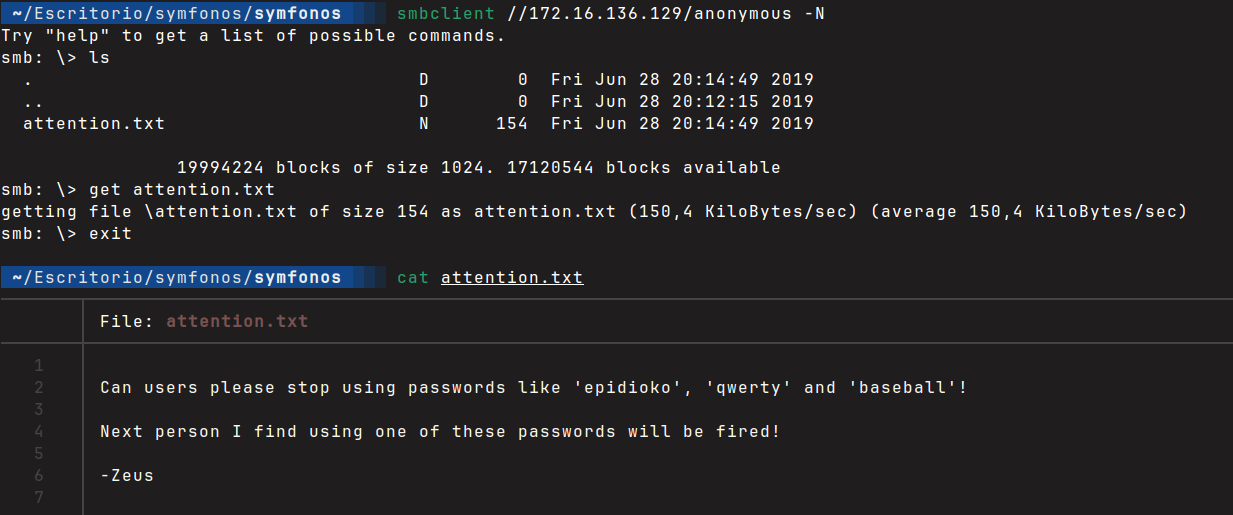 ~/Escritorio/symfonos/symfonos smbclient //172.16.136.129/anonymous -N
Try "help" to get a list of possible commands.
smb: \> ls
. D 0 Fri Jun 28 20:14:49 2019
.. D 0 Fri Jun 28 20:12:15 2019
attention.txt N 154 Fri Jun 28 20:14:49 2019
19994224 blocks of size 1024. 17120544 blocks available
smb: \> get attention.txt
getting file \attention.txt of size 154 as attention.txt (150,4 KiloBytes/sec) (average 150,4 KiloBytes/sec)
smb: \> exit
~/Escritorio/symfonos/symfonos cat attention.txt
File: attention.txt
1
2 Can users please stop using passwords like 'epidioko', 'qwerty' and 'baseball'!
3
4 Next person I find using one of these passwords will be fired!
5
6 -Zeus
7